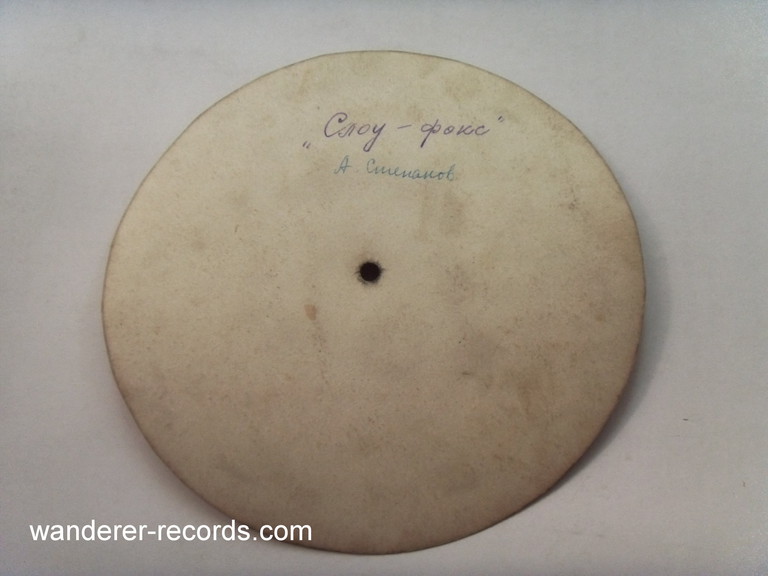 „Слоу – фокс"
А. Степанов
wanderer-records.com